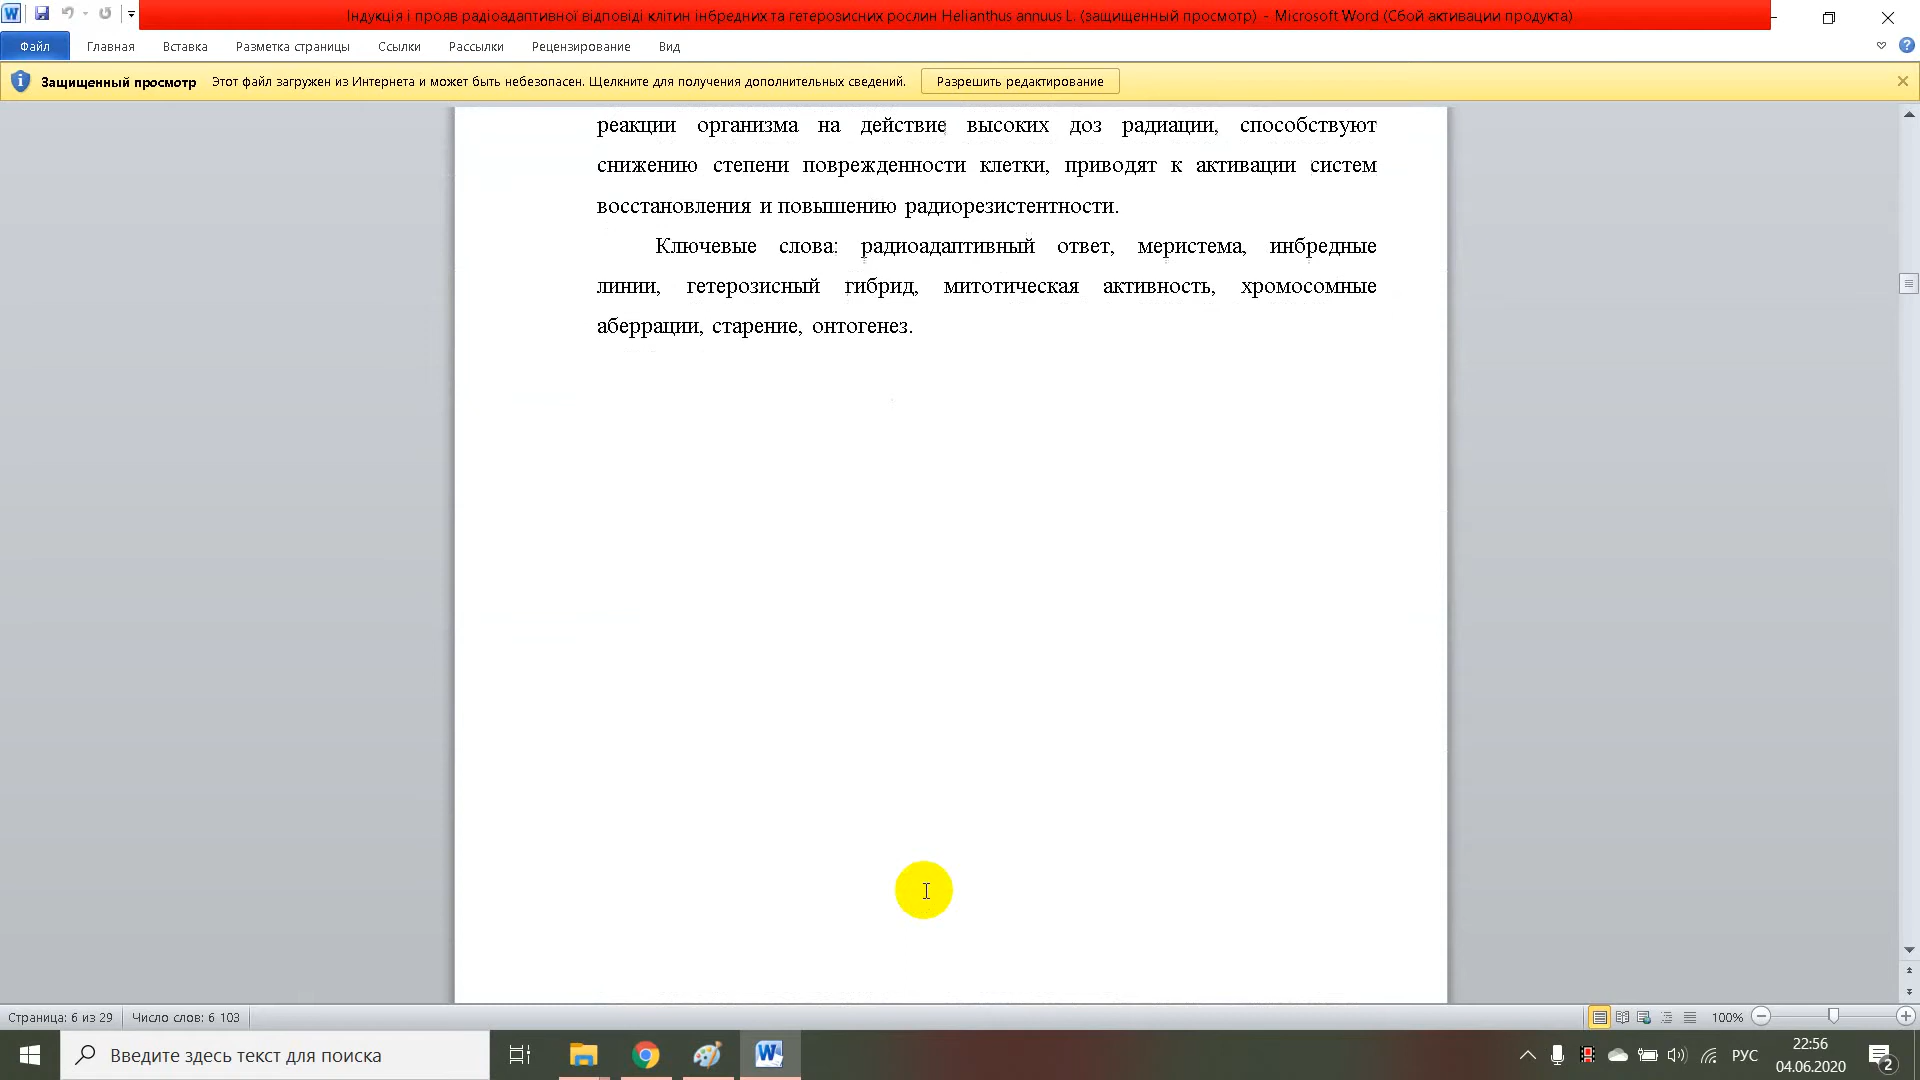 Індукція і прояв радіоадаптивної відповіді клітин інбредних та гетерозисних рослин Helianthus annuus L. (защищенный просмотр) - Microsoft Word (Сбой активации продукта)
Файл Главная Вставка Разметка страницы Ссылки Рассылки Рецензирование Вид
Защищенный просмотр Этот файл загружен из Интернета и может быть небезопасен. Щелкните для получения дополнительных сведений. Разрешить редактирование
реакции организма на действие высоких доз радиации, способствуют
снижению степени поврежденности клетки, приводят к активации систем
восстановления и повышению радиорезистентности.
Ключевые слова: радиоадаптивный ответ, меристема, инбредные
линии, гетерозисный гибрид, митотическая активность, хромосомные
аберрации, старение, онтогенез.
Страница: 6 из 29 Число слов: 6 103 100%
Введите здесь текст для поиска РУС 22:56
04.06.2020 2